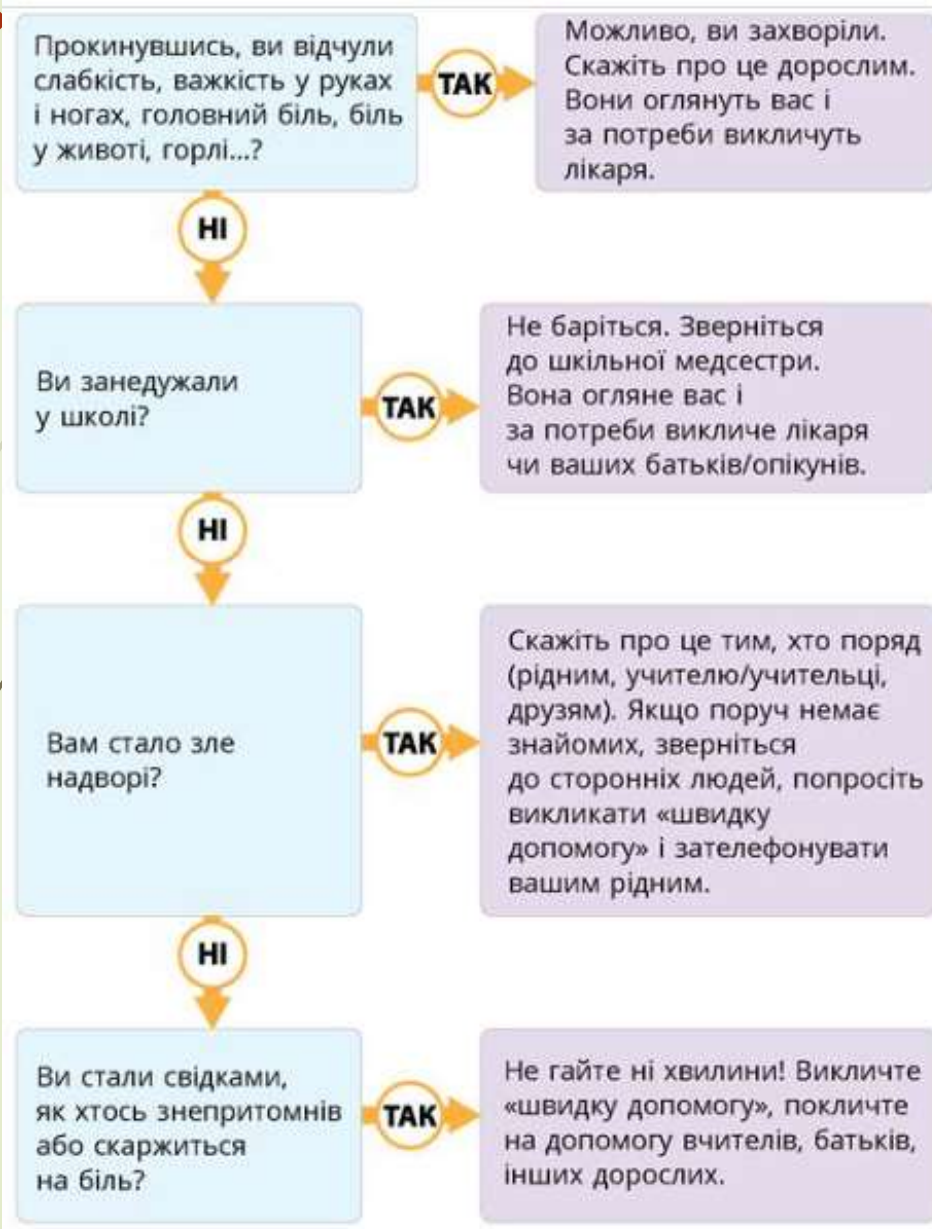 Прокинувшись, ви відчули
слабкість, важкість у руках
і ногах, головний біль, біль
у животі, горлі...?
ТАК
Можливо, ви захворіли.
Скажіть про це дорослим.
Вони оглянуть вас і
за потреби викличуть
лікаря.
НІ
Ви занедужали
у школі?
ТАК
Не баріться. Зверніться
до шкільної медсестри.
Вона огляне вас і
за потреби викличе лікаря
чи ваших батьків/опікунів.
НІ
Вам стало зле
надворі?
ТАК
Скажіть про це тим, хто поряд
(рідним, учителю/учительці,
друзям). Якщо поруч немає
знайомих, зверніться
до сторонніх людей, попросіть
викликати «швидку
допомогу» і зателефонувати
вашим рідним.
НІ
Ви стали свідками,
як хтось знепритомнів
або скаржиться
на біль?
ТАК
Не гайте ні хвилини! Викличте
«швидку допомогу», покличте
на допомогу вчителів, батьків,
інших дорослих.